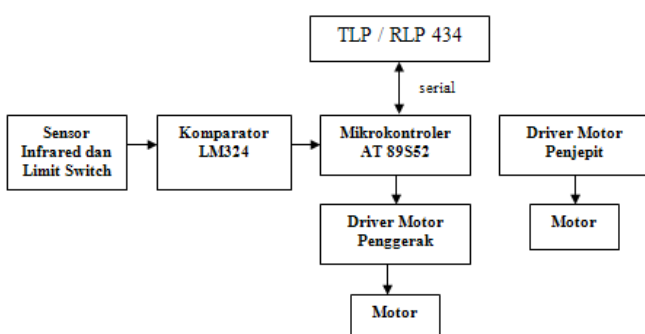 TLP / RLP 434
serial
Sensor
Infrared dan
Limit Switch
Komparator
LM324
Mikrokontroler
AT 89S52
Driver Motor
Penjepit
Driver Motor
Penggerak
Motor
Motor